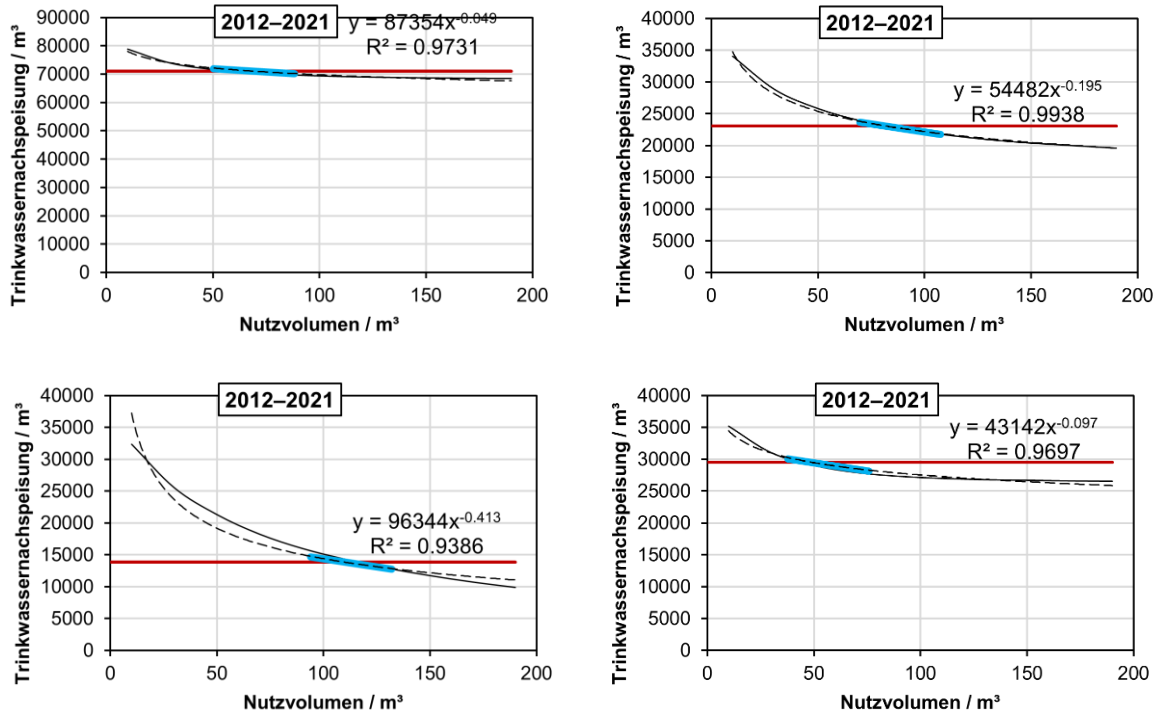 2012–2021
y = 87354x^-0.049
R² = 0.9731
Trinkwassernachspeisung / m³
90000
80000
70000
60000
50000
40000
30000
20000
10000
0
0 50 100 150 200
Nutzvolumen / m³
2012–2021
y = 54482x^-0.195
R² = 0.9938
Trinkwassernachspeisung / m³
40000
35000
30000
25000
20000
15000
10000
5000
0
0 50 100 150 200
Nutzvolumen / m³
2012–2021
y = 96344x^-0.413
R² = 0.9386
Trinkwassernachspeisung / m³
40000
35000
30000
25000
20000
15000
10000
5000
0
0 50 100 150 200
Nutzvolumen / m³
2012–2021
y = 43142x^-0.097
R² = 0.9697
Trinkwassernachspeisung / m³
40000
35000
30000
25000
20000
15000
10000
5000
0
0 50 100 150 200
Nutzvolumen / m³